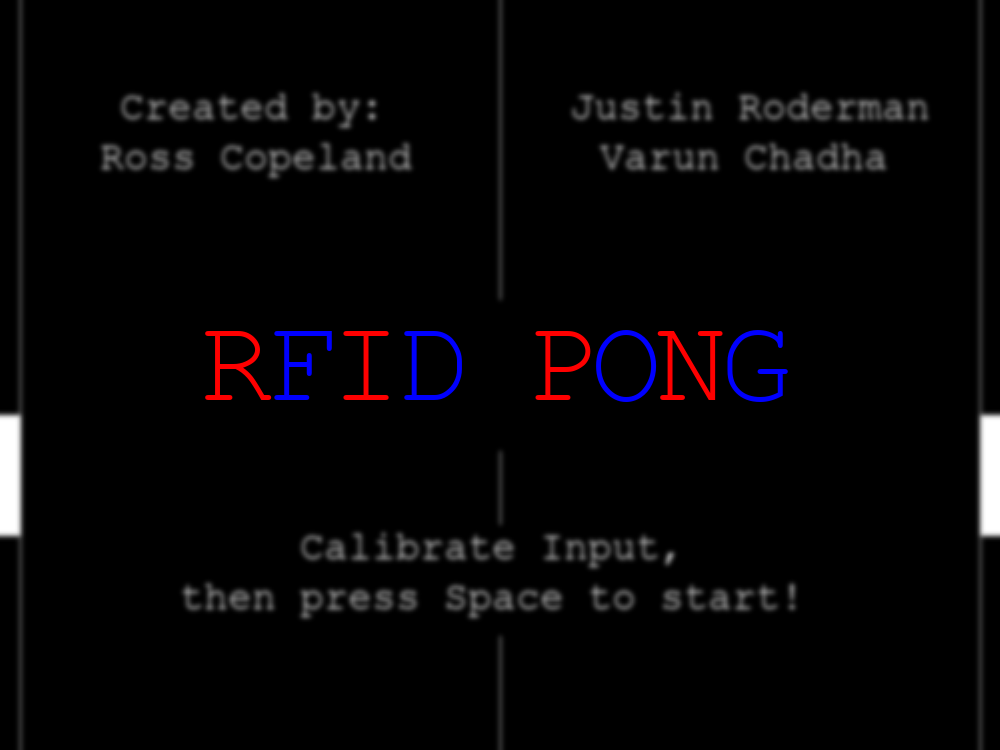 Created by:
Ross Copeland
Justin Roderman
Varun Chadha
RFID PONG
Calibrate Input,
then press Space to start!